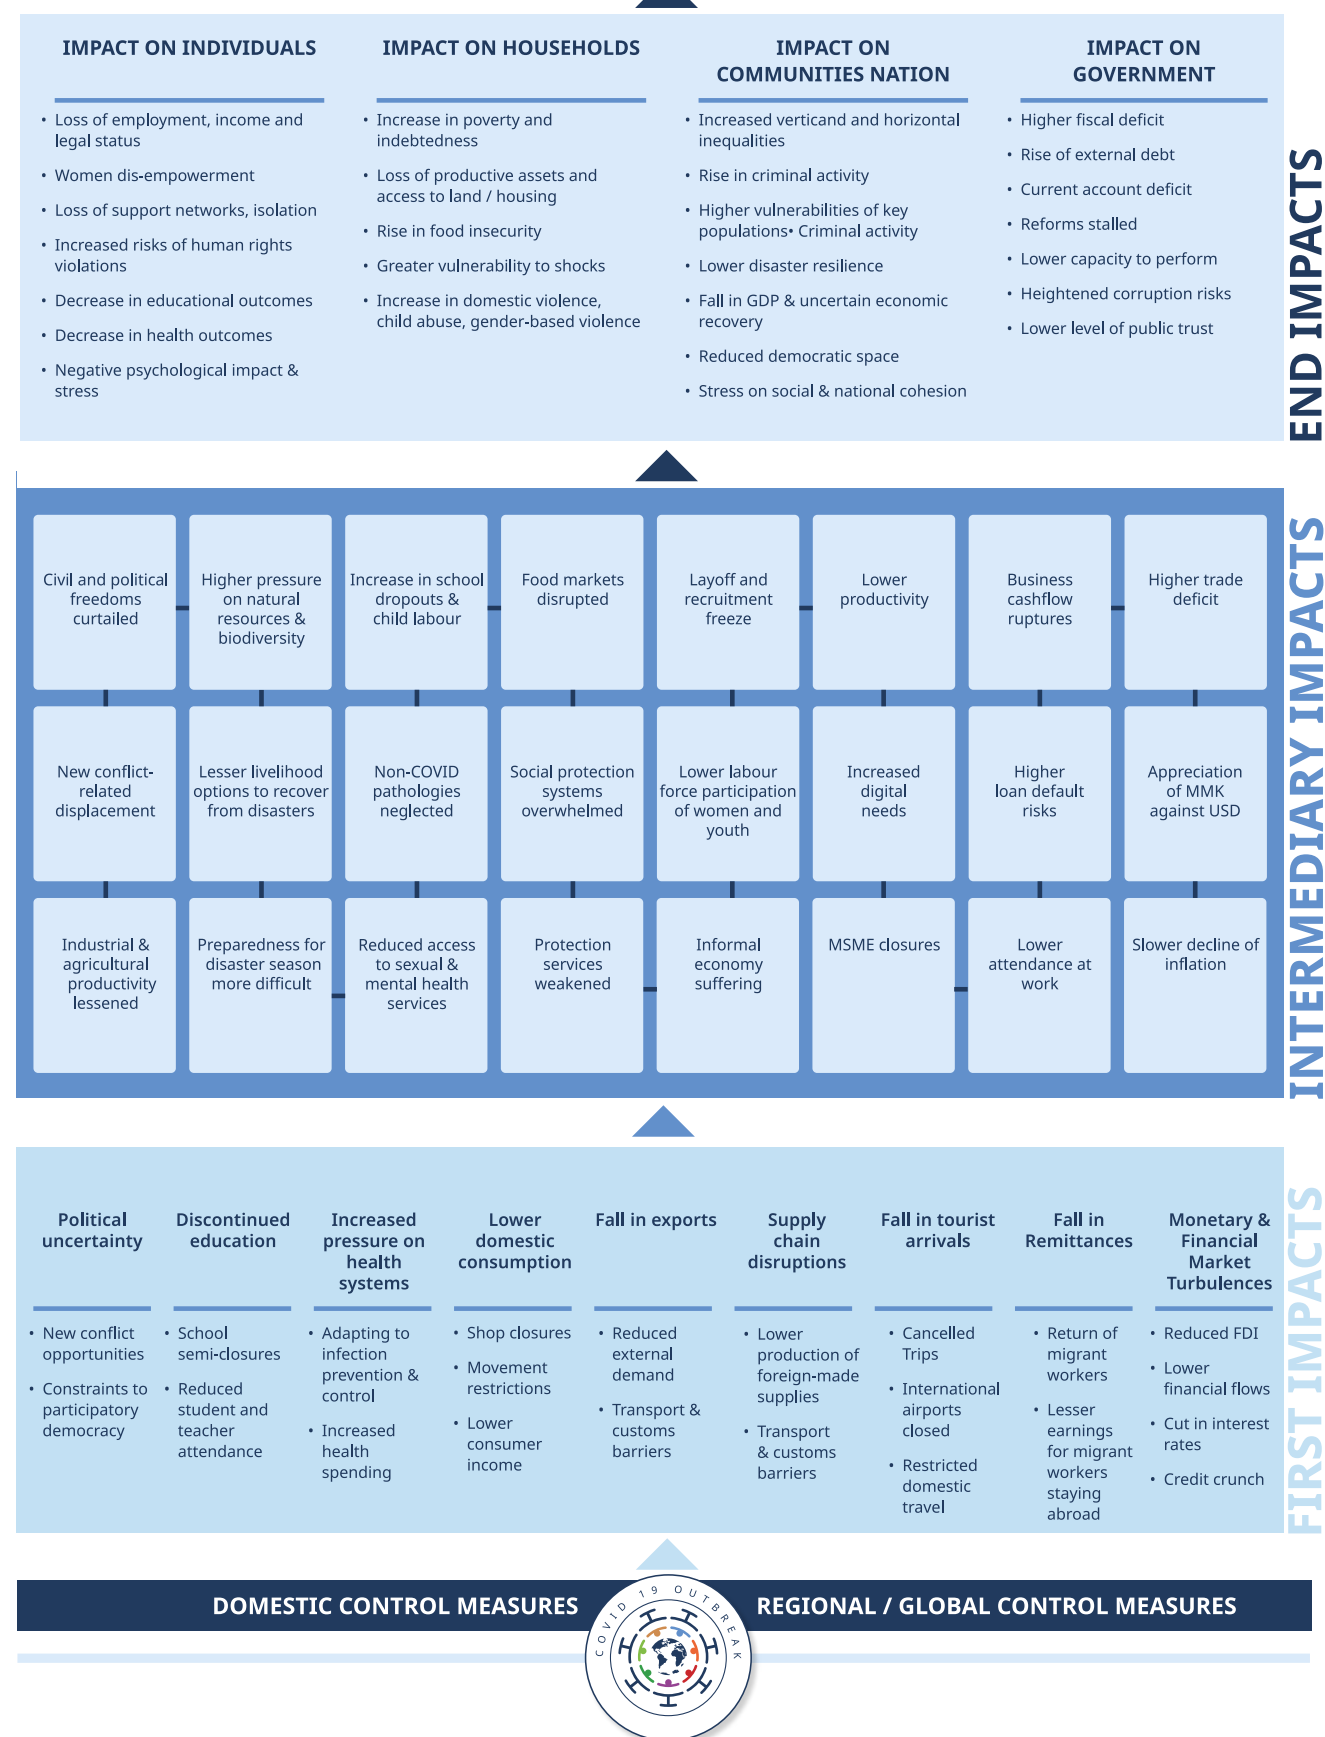 IMPACT ON INDIVIDUALS
• Loss of employment, income and
legal status
• Women dis-empowerment
• Loss of support networks, isolation
• Increased risks of human rights
violations
• Decrease in educational outcomes
• Decrease in health outcomes
• Negative psychological impact &
stress
IMPACT ON HOUSEHOLDS
• Increase in poverty and
indebtedness
• Loss of productive assets and
access to land / housing
• Rise in food insecurity
• Greater vulnerability to shocks
• Increase in domestic violence,
child abuse, gender-based violence
IMPACT ON
COMMUNITIES NATION
• Increased verticand and horizontal
inequalities
• Rise in criminal activity
• Higher vulnerabilities of key
populations• Criminal activity
• Lower disaster resilience
• Fall in GDP & uncertain economic
recovery
• Reduced democratic space
• Stress on social & national cohesion
IMPACT ON
GOVERNMENT
• Higher fiscal deficit
• Rise of external debt
• Current account deficit
• Reforms stalled
• Lower capacity to perform
• Heightened corruption risks
• Lower level of public trust
END IMPACTS
Civil and political
freedoms
curtailed
Higher pressure
on natural
resources &
biodiversity
Increase in school
dropouts &
child labour
Food markets
disrupted
Layoff and
recruitment
freeze
Lower
productivity
Business
cashflow
ruptures
Higher trade
deficit
New conflict-
related
displacement
Lesser livelihood
options to recover
from disasters
Non-COVID
pathologies
neglected
Social protection
systems
overwhelmed
Lower labour
force participation
of women and
youth
Increased
digital
needs
Higher
loan default
risks
Appreciation
of MMK
against USD
Industrial &
agricultural
productivity
lessened
Preparedness for
disaster season
more difficult
Reduced access
to sexual &
mental health
services
Protection
services
weakened
Informal
economy
suffering
MSME closures
Lower
attendance at
work
Slower decline of
inflation
INTERMEDIARY IMPACTS
Political
uncertainty
• New conflict
opportunities
• Constraints to
participatory
democracy
Discontinued
education
• School
semi-closures
• Reduced
student and
teacher
attendance
Increased
pressure on
health
systems
• Adapting to
infection
prevention &
control
• Increased
health
spending
Lower
domestic
consumption
• Shop closures
• Movement
restrictions
• Lower
consumer
income
Fall in exports
• Reduced
external
demand
• Transport &
customs
barriers
Supply
chain
disruptions
• Lower
production of
foreign-made
supplies
• Transport
& customs
barriers
Fall in tourist
arrivals
• Cancelled
Trips
• International
airports
closed
• Restricted
domestic
travel
Fall in
Remittances
• Return of
migrant
workers
• Lesser
earnings
for migrant
workers
staying
abroad
Monetary &
Financial
Market
Turbulences
• Reduced FDI
• Lower
financial flows
• Cut in interest
rates
• Credit crunch
FIRST IMPACTS
DOMESTIC CONTROL MEASURES
COVID 19 OUTBREAK
REGIONAL / GLOBAL CONTROL MEASURES